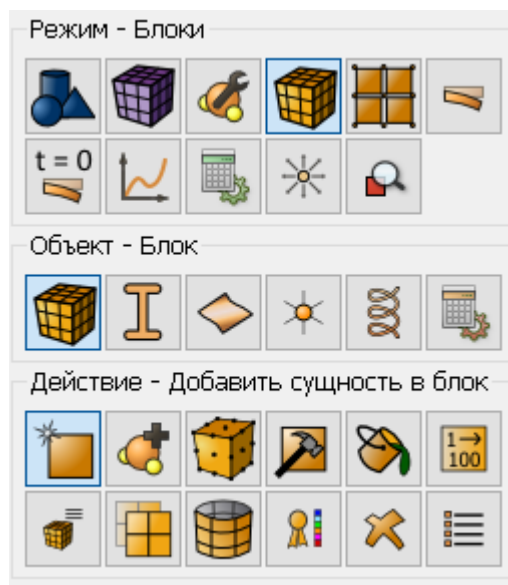 Режим - Блоки
t = 0
Объект - Блок
Действие - Добавить сущность в блок
1→
100